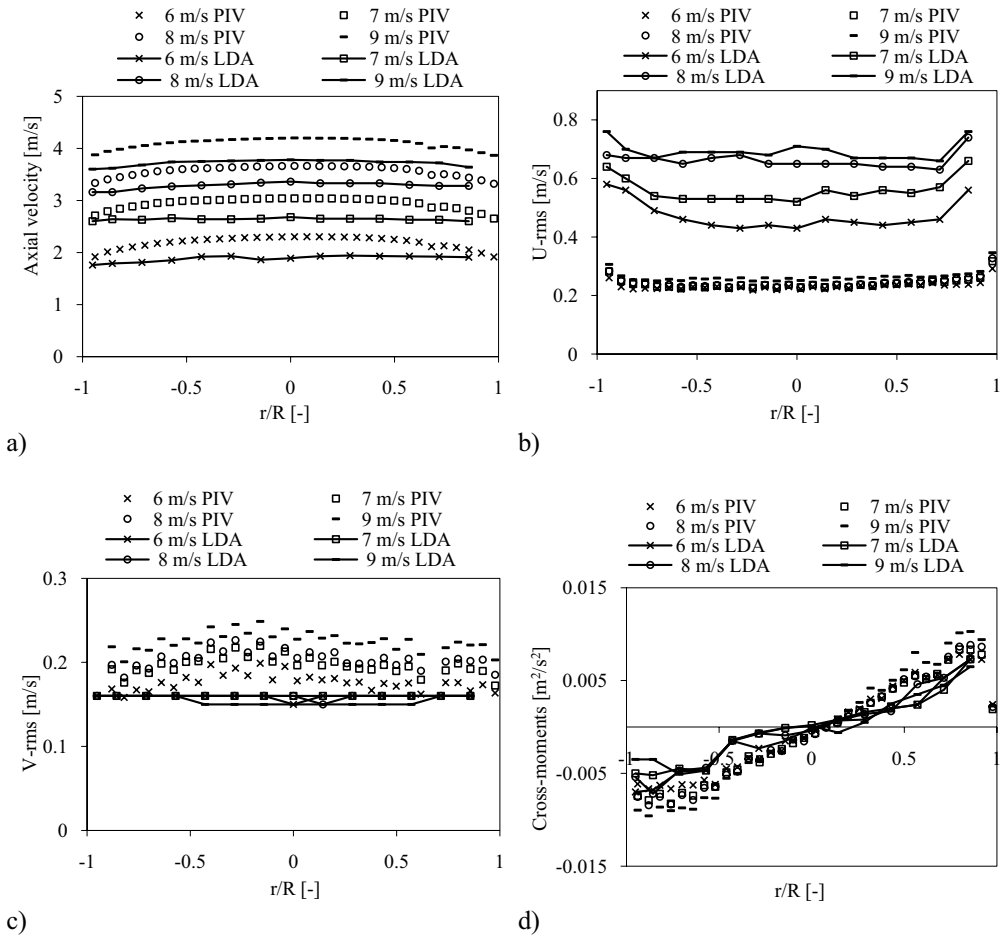 6 m/s PIV 7 m/s PIV
8 m/s PIV 9 m/s PIV
6 m/s LDA 7 m/s LDA
8 m/s LDA 9 m/s LDA
Axial velocity [m/s]
5
4
3
2
1
0
-1 -0.5 0 0.5 1
r/R [-]
a)
6 m/s PIV 7 m/s PIV
8 m/s PIV 9 m/s PIV
6 m/s LDA 7 m/s LDA
8 m/s LDA 9 m/s LDA
U-rms [m/s]
0.8
0.6
0.4
0.2
0
-1 -0.5 0 0.5 1
r/R [-]
b)
6 m/s PIV 7 m/s PIV
8 m/s PIV 9 m/s PIV
6 m/s LDA 7 m/s LDA
8 m/s LDA 9 m/s LDA
V-rms [m/s]
0.3
0.2
0.1
0
-1 -0.5 0 0.5 1
r/R [-]
c)
6 m/s PIV 7 m/s PIV
8 m/s PIV 9 m/s PIV
6 m/s LDA 7 m/s LDA
8 m/s LDA 9 m/s LDA
Cross-moments [m²/s²]
0.015
0.005
-0.005
-0.015
-1 -0.5 0 0.5 1
r/R [-]
d)